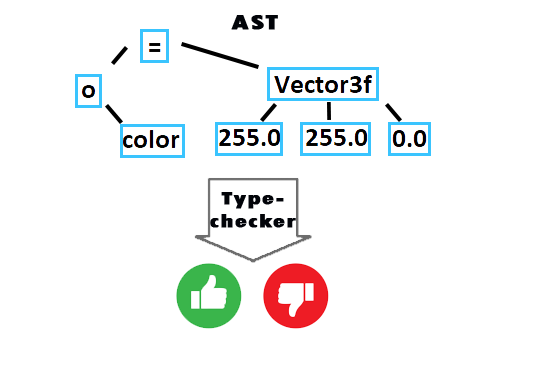 AST
=
o
Vector3f
color
255.0
255.0
0.0
Type-
checker